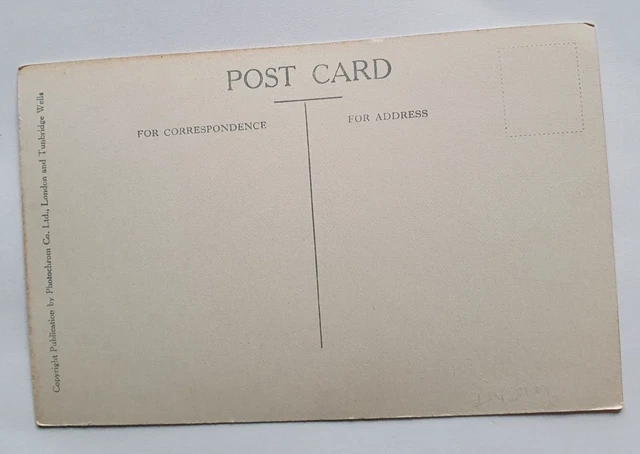 POST CARD
FOR CORRESPONDENCE
FOR ADDRESS
Copyright Publication by Photochrom Co. Ltd., London and Tunbridge Wells